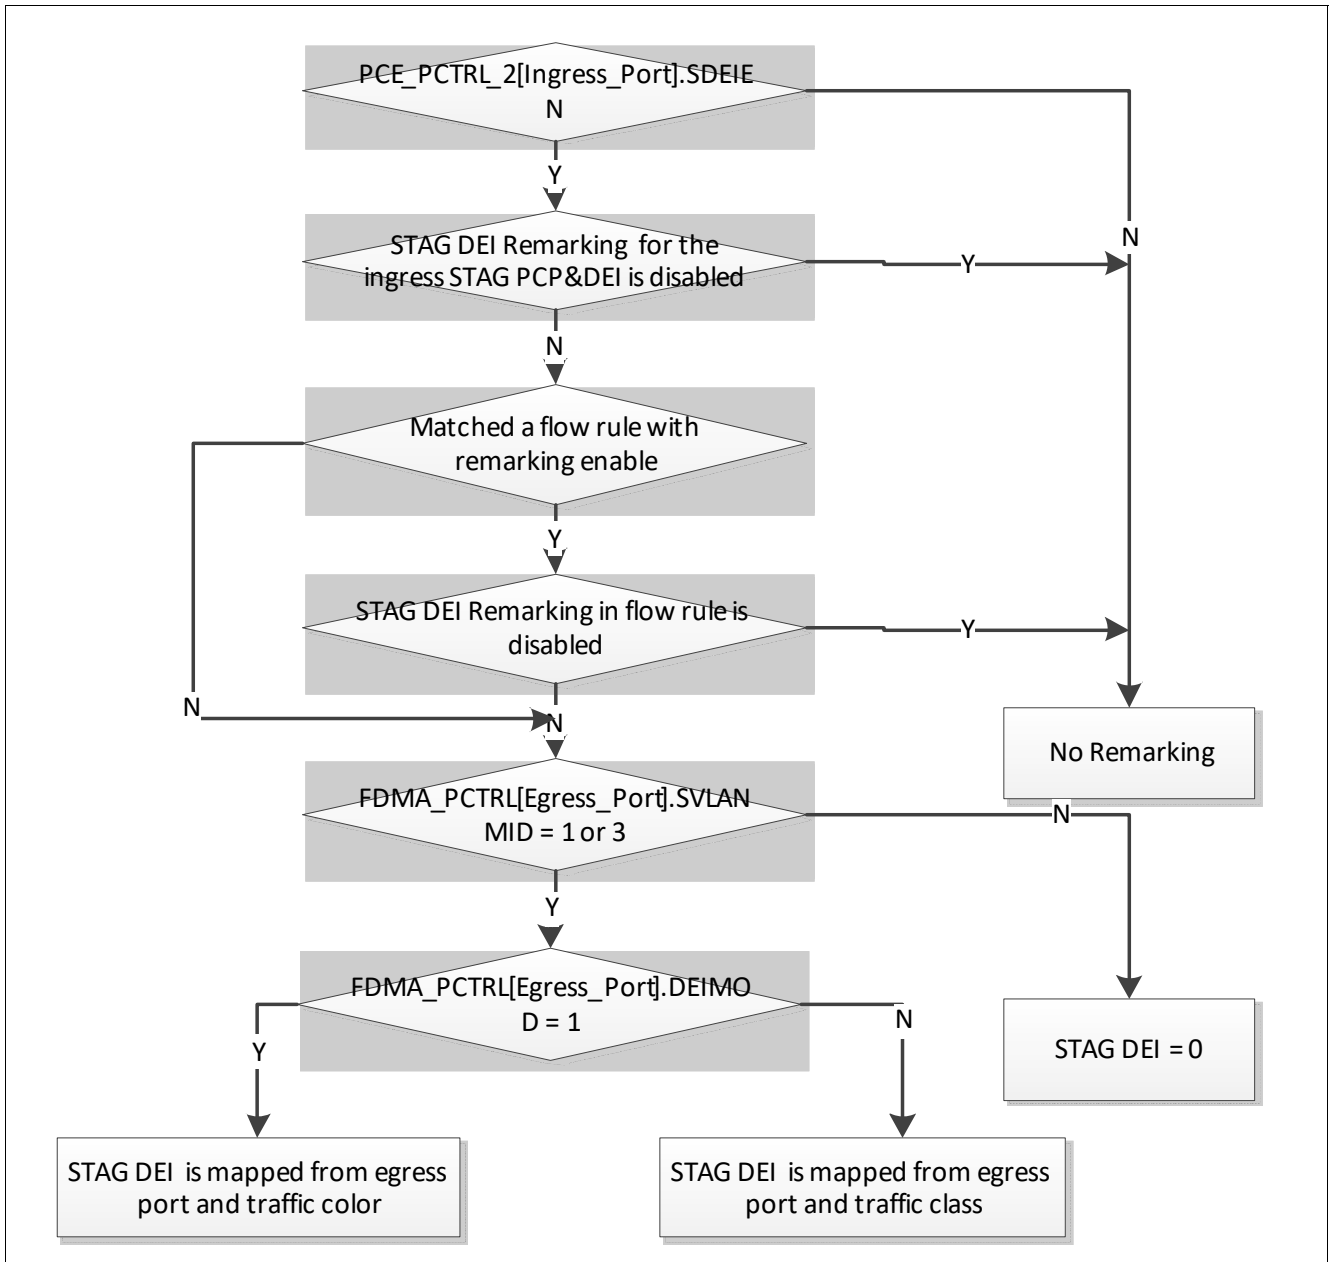 PCE_PCTRL_2[Ingress_Port].SDEIE
N
Y
N
STAG DEI Remarking for the
ingress STAG PCP&DEI is disabled
Y
N
Matched a flow rule with
remarking enable
Y
STAG DEI Remarking in flow rule is
disabled
Y
N
N
No Remarking
FDMA_PCTRL[Egress_Port].SVLAN
MID = 1 or 3
N
Y
FDMA_PCTRL[Egress_Port].DEIMO
D = 1
N
Y
STAG DEI = 0
STAG DEI is mapped from egress
port and traffic color
STAG DEI is mapped from egress
port and traffic class